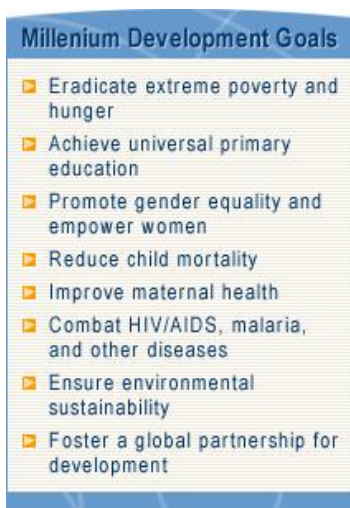 Millenium Development Goals
Eradicate extreme poverty and
hunger
Achieve universal primary
education
Promote gender equality and
empower women
Reduce child mortality
Improve maternal health
Combat HIV/AIDS, malaria,
and other diseases
Ensure environmental
sustainability
Foster a global partnership for
development